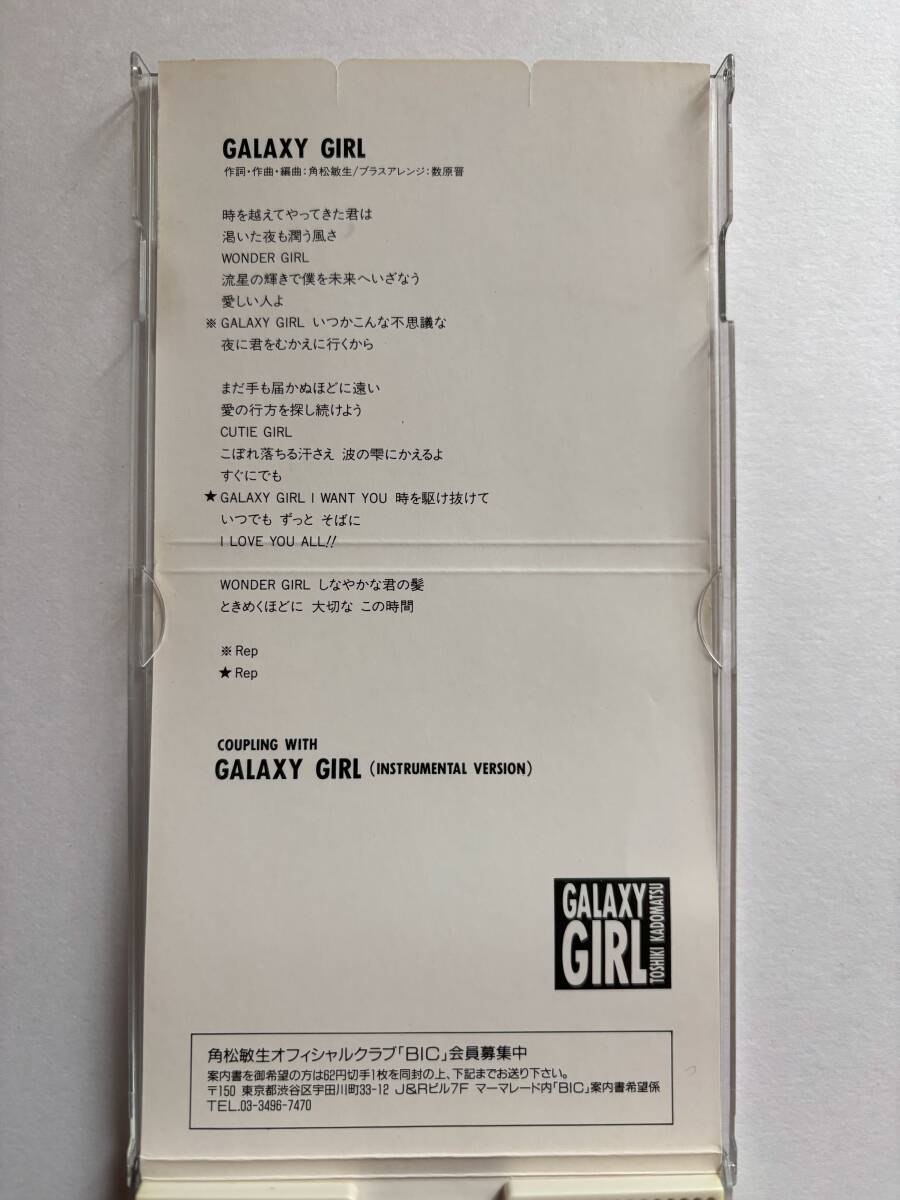 GALAXY GIRL
作詞・作曲・編曲：角松敏生/ブラスアレンジ：数原晋
時を越えてやってきた君は
渇いた夜も潤う風さ
WONDER GIRL
流星の輝きで僕を未来へいざなう
愛しい人よ
※ GALAXY GIRL いつかこんな不思議な
夜に君をむかえに行くから
まだ手も届かぬほどに遠い
愛の行方を探し続けよう
CUTIE GIRL
こぼれ落ちる汗さえ 波の雫にかえるよ
すぐにでも
★ GALAXY GIRL I WANT YOU 時を駆け抜けて
いつでも ずっと そばに
I LOVE YOU ALL!!
WONDER GIRL しなやかな君の髪
ときめくほどに 大切な この時間
※ Rep
★ Rep
COUPLING WITH
GALAXY GIRL (INSTRUMENTAL VERSION)
GALAXY
GIRL
TOSHIKI KADOMATSU
角松敏生オフィシャルクラブ「BIC」会員募集中
案内書を御希望の方は62円切手1枚を同封の上、下記までお送り下さい。
〒150 東京都渋谷区宇田川町33-12 J&Rビル7F マーマレード内「BIC」案内書希望係
TEL.03-3496-7470